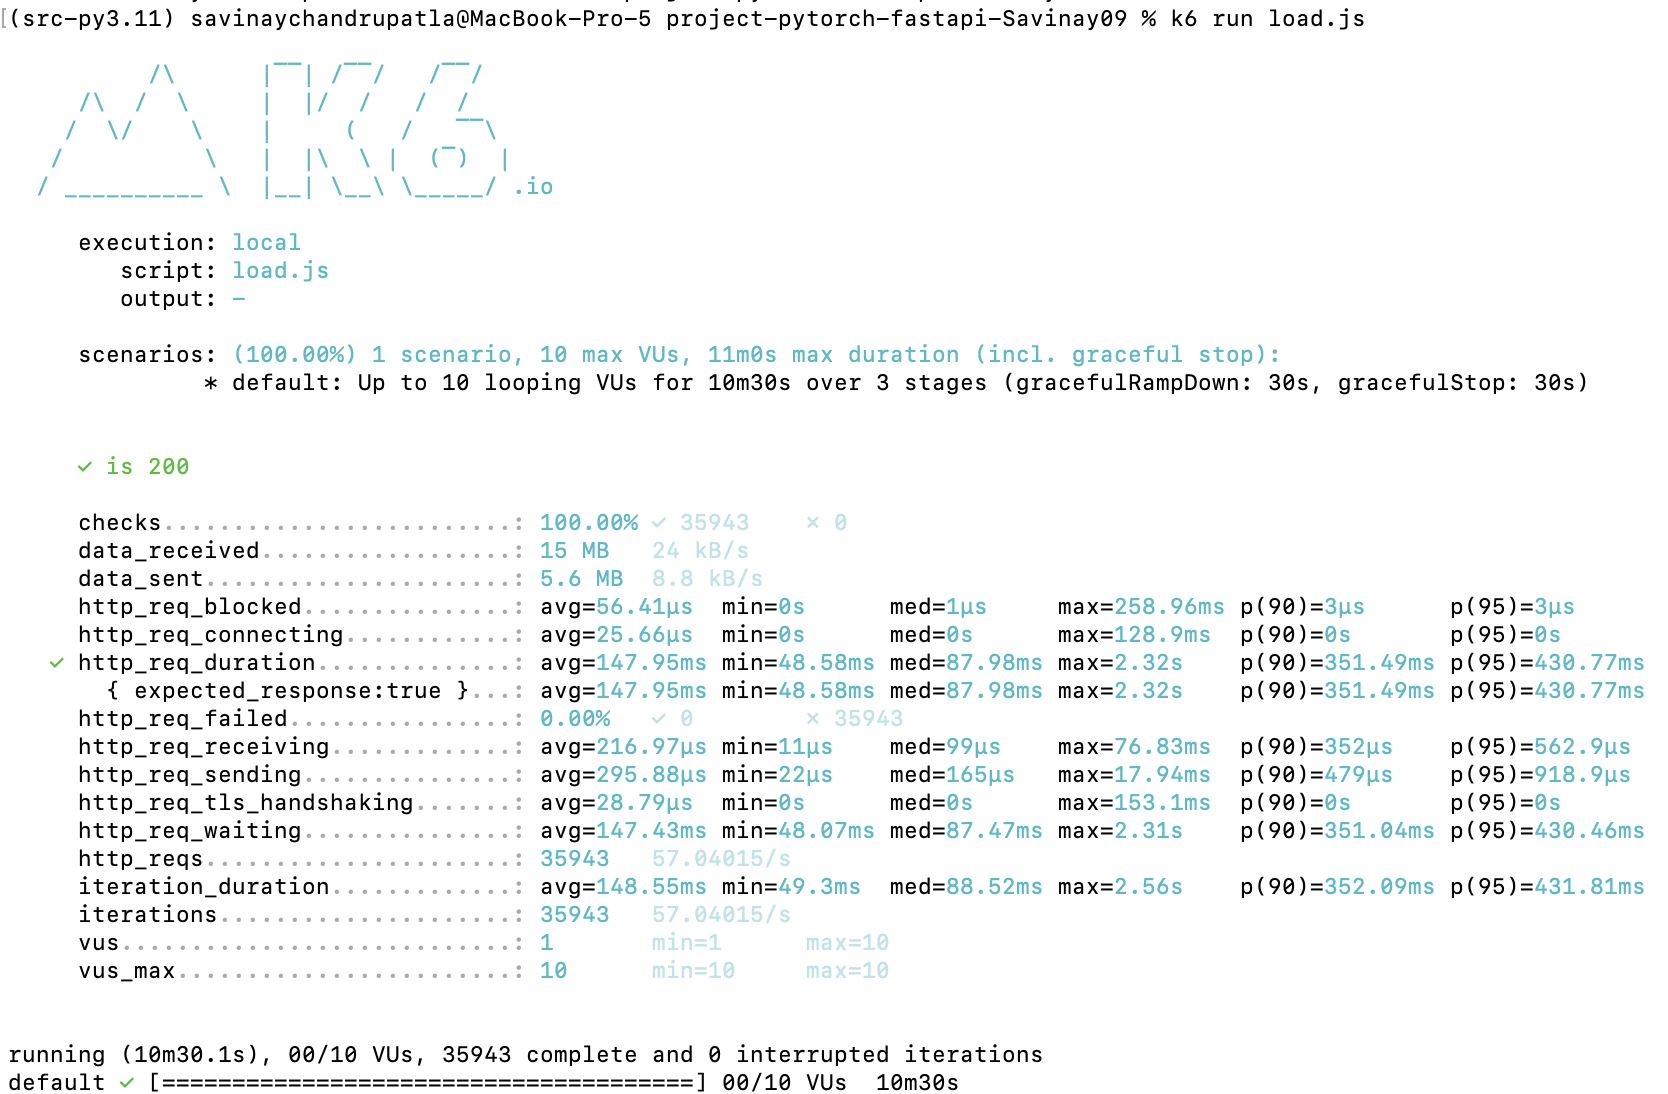 [(src-py3.11) savinaychandrupatla@MacBook-Pro-5 project-pytorch-fastapi-Savinay09 % k6 run load.js
.io
execution: local
script: load.js
output: -
scenarios: (100.00%) 1 scenario, 10 max VUs, 11m0s max duration (incl. graceful stop):
* default: Up to 10 looping VUs for 10m30s over 3 stages (gracefulRampDown: 30s, gracefulStop: 30s)
✓ is 200
checks.........................: 100.00% ✓ 35943    ✗ 0
data_received..................: 15 MB   24 kB/s
data_sent......................: 5.6 MB  8.8 kB/s
http_req_blocked...............: avg=56.41µs  min=0s      med=1µs     max=258.96ms p(90)=3µs      p(95)=3µs
http_req_connecting............: avg=25.66µs  min=0s      med=0s      max=128.9ms  p(90)=0s       p(95)=0s
✓ http_req_duration..............: avg=147.95ms min=48.58ms med=87.98ms max=2.32s    p(90)=351.49ms p(95)=430.77ms
{ expected_response:true }...: avg=147.95ms min=48.58ms med=87.98ms max=2.32s    p(90)=351.49ms p(95)=430.77ms
http_req_failed................: 0.00%   ✓ 0        ✗ 35943
http_req_receiving.............: avg=216.97µs min=11µs    med=99µs    max=76.83ms  p(90)=352µs    p(95)=562.9µs
http_req_sending...............: avg=295.88µs min=22µs    med=165µs   max=17.94ms  p(90)=479µs    p(95)=918.9µs
http_req_tls_handshaking.......: avg=28.79µs  min=0s      med=0s      max=153.1ms  p(90)=0s       p(95)=0s
http_req_waiting...............: avg=147.43ms min=48.07ms med=87.47ms max=2.31s    p(90)=351.04ms p(95)=430.46ms
http_reqs......................: 35943   57.04015/s
iteration_duration.............: avg=148.55ms min=49.3ms  med=88.52ms max=2.56s    p(90)=352.09ms p(95)=431.81ms
iterations.....................: 35943   57.04015/s
vus............................: 1       min=1      max=10
vus_max........................: 10      min=10     max=10
running (10m30.1s), 00/10 VUs, 35943 complete and 0 interrupted iterations
default ✓ [======================================] 00/10 VUs  10m30s